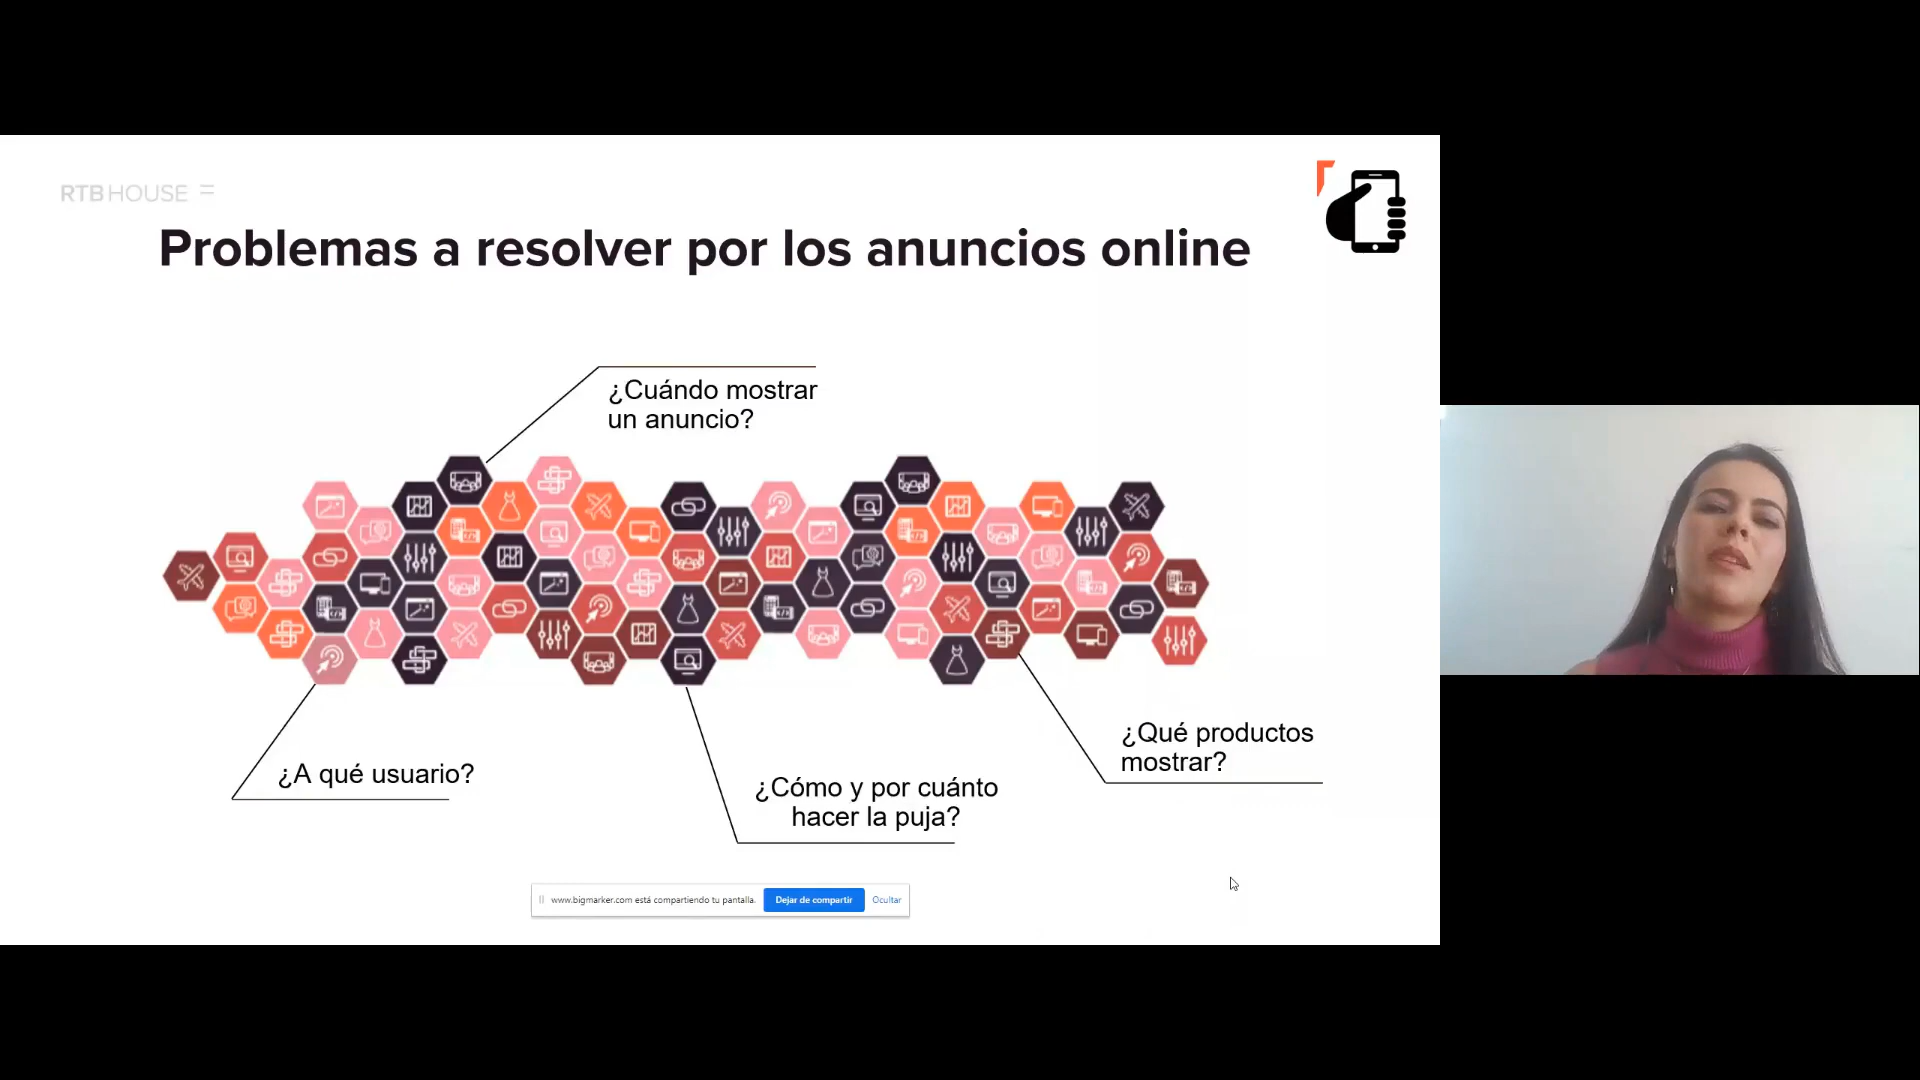 RTB HOUSE
Problemas a resolver por los anuncios online
¿Cuándo mostrar
un anuncio?
¿A qué usuario?
¿Cómo y por cuánto
hacer la puja?
¿Qué productos
mostrar?
www.bigmarker.com está compartiendo tu pantalla.
Dejar de compartir
Ocultar